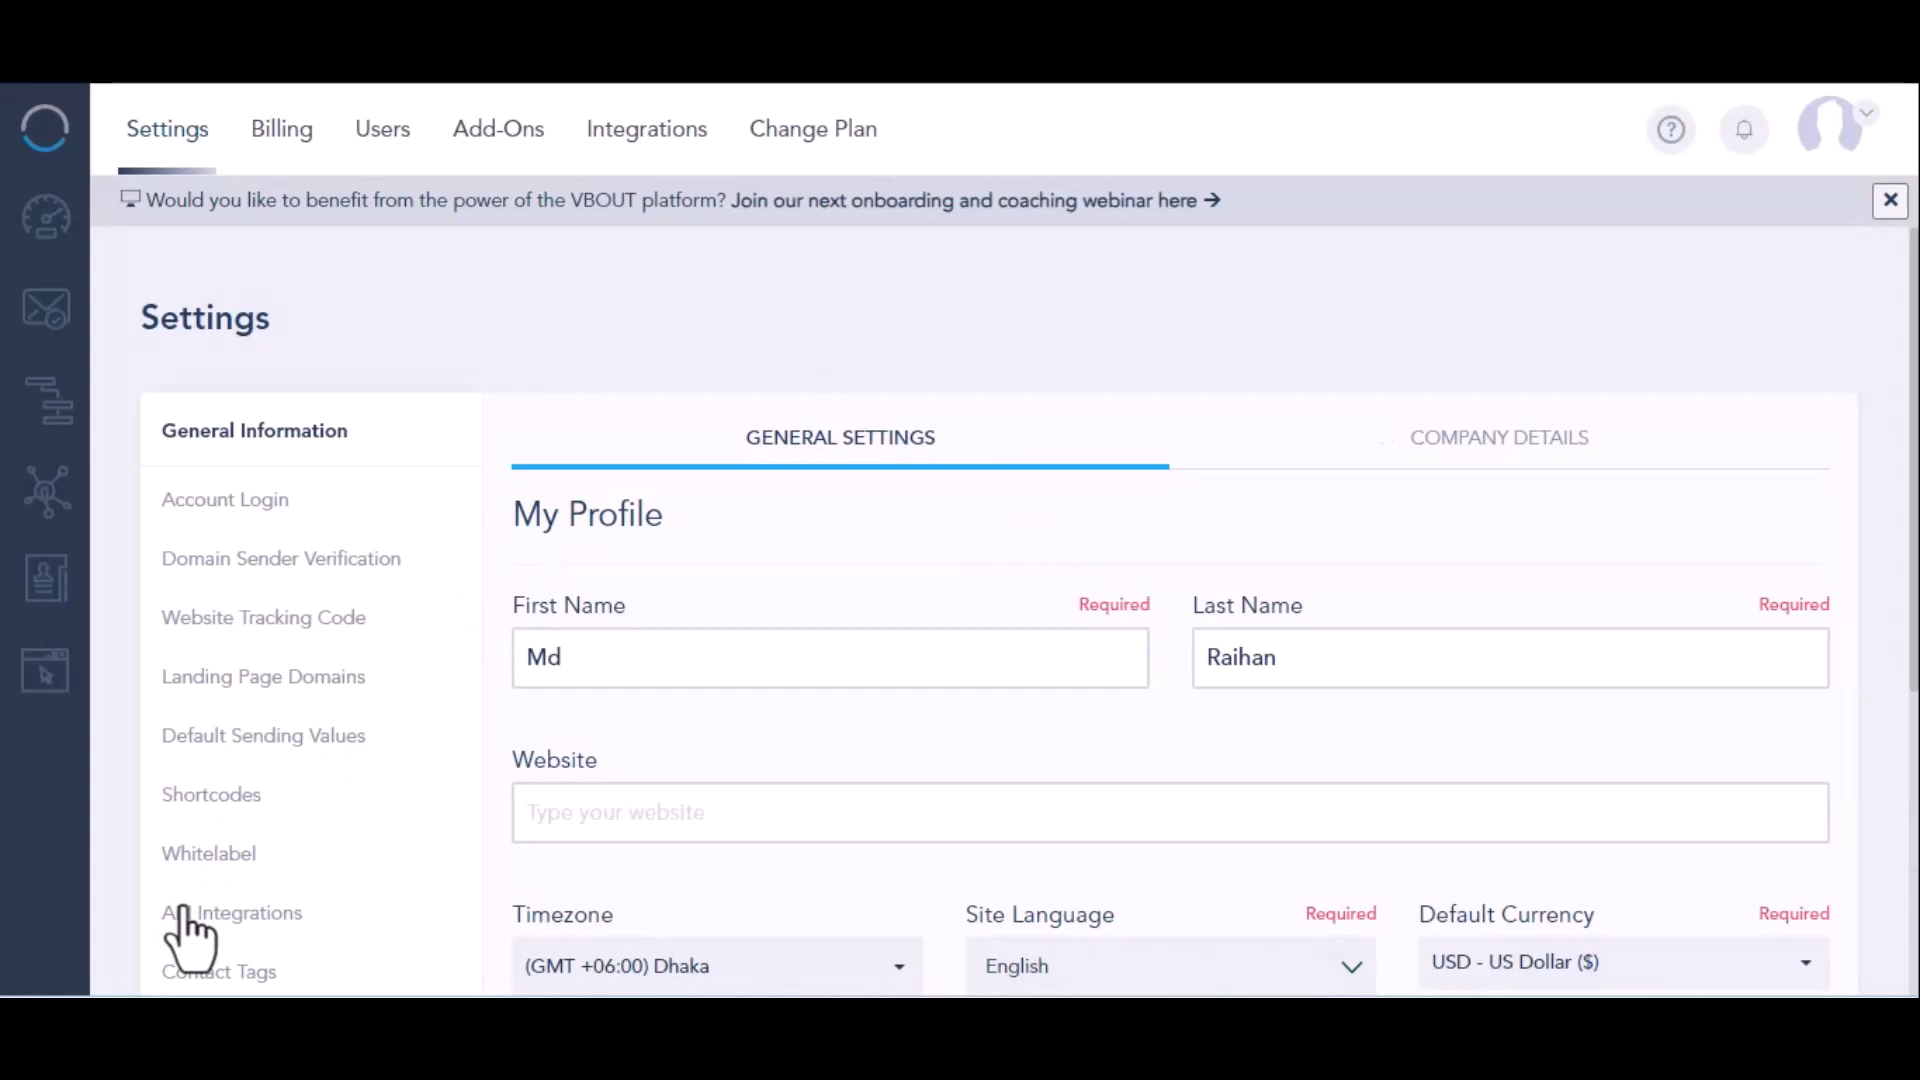 Settings Billing Users Add-Ons Integrations Change Plan
Would you like to benefit from the power of the VBOUT platform? Join our next onboarding and coaching webinar here →
Settings
General Information
Account Login
Domain Sender Verification
Website Tracking Code
Landing Page Domains
Default Sending Values
Shortcodes
Whitelabel
Integrations
Tags
GENERAL SETTINGS COMPANY DETAILS
My Profile
First Name Required Last Name Required
Md Raihan
Website
Type your website
Timezone Site Language Required Default Currency Required
(GMT +06:00) Dhaka English USD - US Dollar ($)